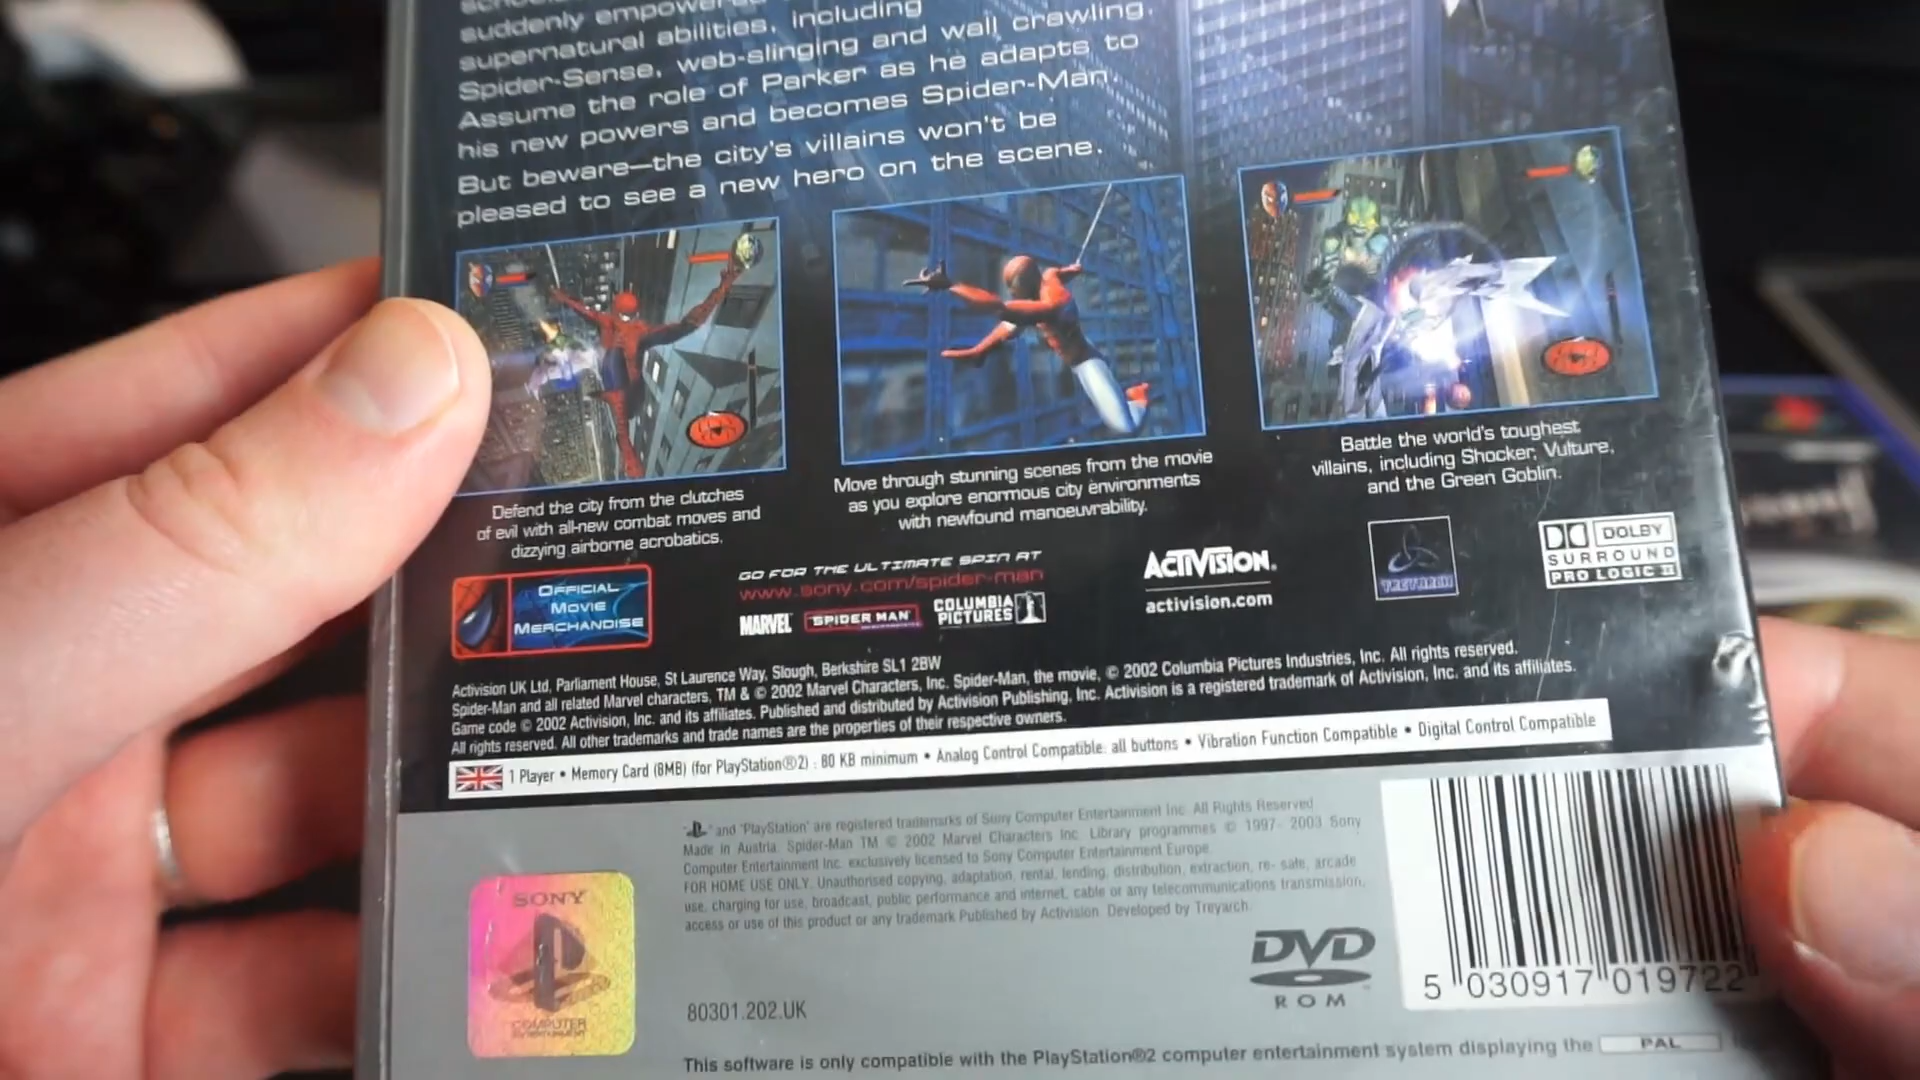 suddenly empowered
supernatural abilities, including
Spider-Sense, web-slinging and wall crawling.
Assume the role of Parker as he adapts to
his new powers and becomes Spider-Man.
But beware—the city's villains won't be
pleased to see a new hero on the scene.
Defend the city from the clutches
of evil with all-new combat moves and
dizzying airborne acrobatics.
Move through stunning scenes from the movie
as you explore enormous city environments
with newfound manoeuvrability.
Battle the world's toughest
villains, including Shocker, Vulture,
and the Green Goblin.
OFFICIAL
MOVIE
MERCHANDISE
GO FOR THE ULTIMATE SPIN AT
www.sony.com/spider-man
MARVEL
SPIDER MAN
COLUMBIA
PICTURES
ACTIVISION.
activision.com
TREYARCH
DOLBY
SURROUND
PRO LOGIC II
Activision UK Ltd, Parliament House, St Laurence Way, Slough, Berkshire SL1 2BW
Spider-Man and all related Marvel characters, TM & © 2002 Marvel Characters, Inc. Spider-Man, the movie, © 2002 Columbia Pictures Industries, Inc. All rights reserved.
Game code © 2002 Activision, Inc. and its affiliates. Published and distributed by Activision Publishing, Inc. Activision is a registered trademark of Activision, Inc. and its affiliates.
All rights reserved. All other trademarks and trade names are the properties of their respective owners.
1 Player • Memory Card (8MB) (for PlayStation®2) : 80 KB minimum • Analog Control Compatible: all buttons • Vibration Function Compatible • Digital Control Compatible
" " and "PlayStation" are registered trademarks of Sony Computer Entertainment Inc. All Rights Reserved
Made in Austria. Spider-Man TM © 2002 Marvel Characters Inc. Library programmes © 1997- 2003 Sony
Computer Entertainment Inc. exclusively licensed to Sony Computer Entertainment Europe.
FOR HOME USE ONLY. Unauthorised copying, adaptation, rental, lending, distribution, extraction, re- sale, arcade
use, charging for use, broadcast, public performance and internet, cable or any telecommunications transmission,
access or use of this product or any trademark Published by Activision. Developed by Treyarch.
SONY
COMPUTER
ENTERTAINMENT
80301.202.UK
DVD
ROM
5 030917 019722
This software is only compatible with the PlayStation®2 computer entertainment system displaying the PAL